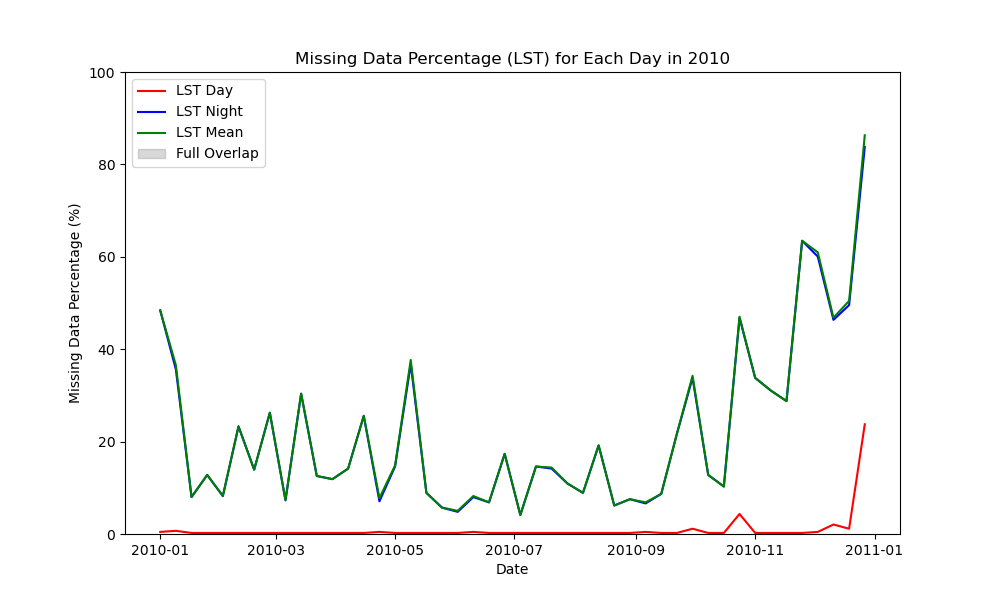 Missing Data Percentage (LST) for Each Day in 2010
100
80
60
40
20
0
Missing Data Percentage (%)
LST Day
LST Night
LST Mean
Full Overlap
2010-01
2010-03
2010-05
2010-07
2010-09
2010-11
2011-01
Date